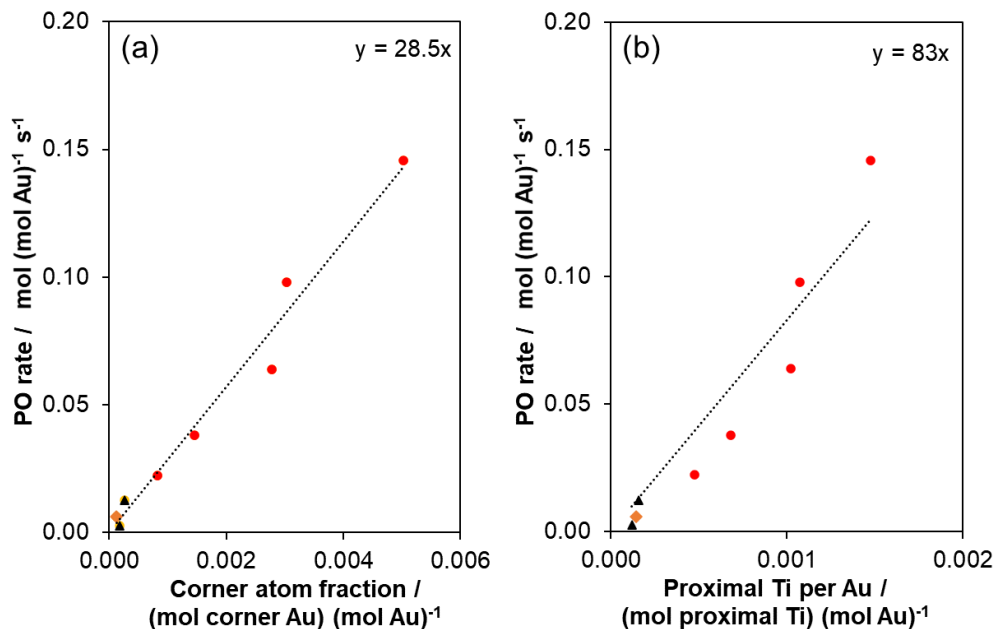 (a)
y = 28.5x
0.20
0.15
0.10
0.05
0.00
PO rate / mol (mol Au)⁻¹ s⁻¹
0.000 0.002 0.004 0.006
Corner atom fraction /
(mol corner Au) (mol Au)⁻¹
(b)
y = 83x
0.20
0.15
0.10
0.05
0.00
PO rate / mol (mol Au)⁻¹ s⁻¹
0.000 0.001 0.002
Proximal Ti per Au /
(mol proximal Ti) (mol Au)⁻¹